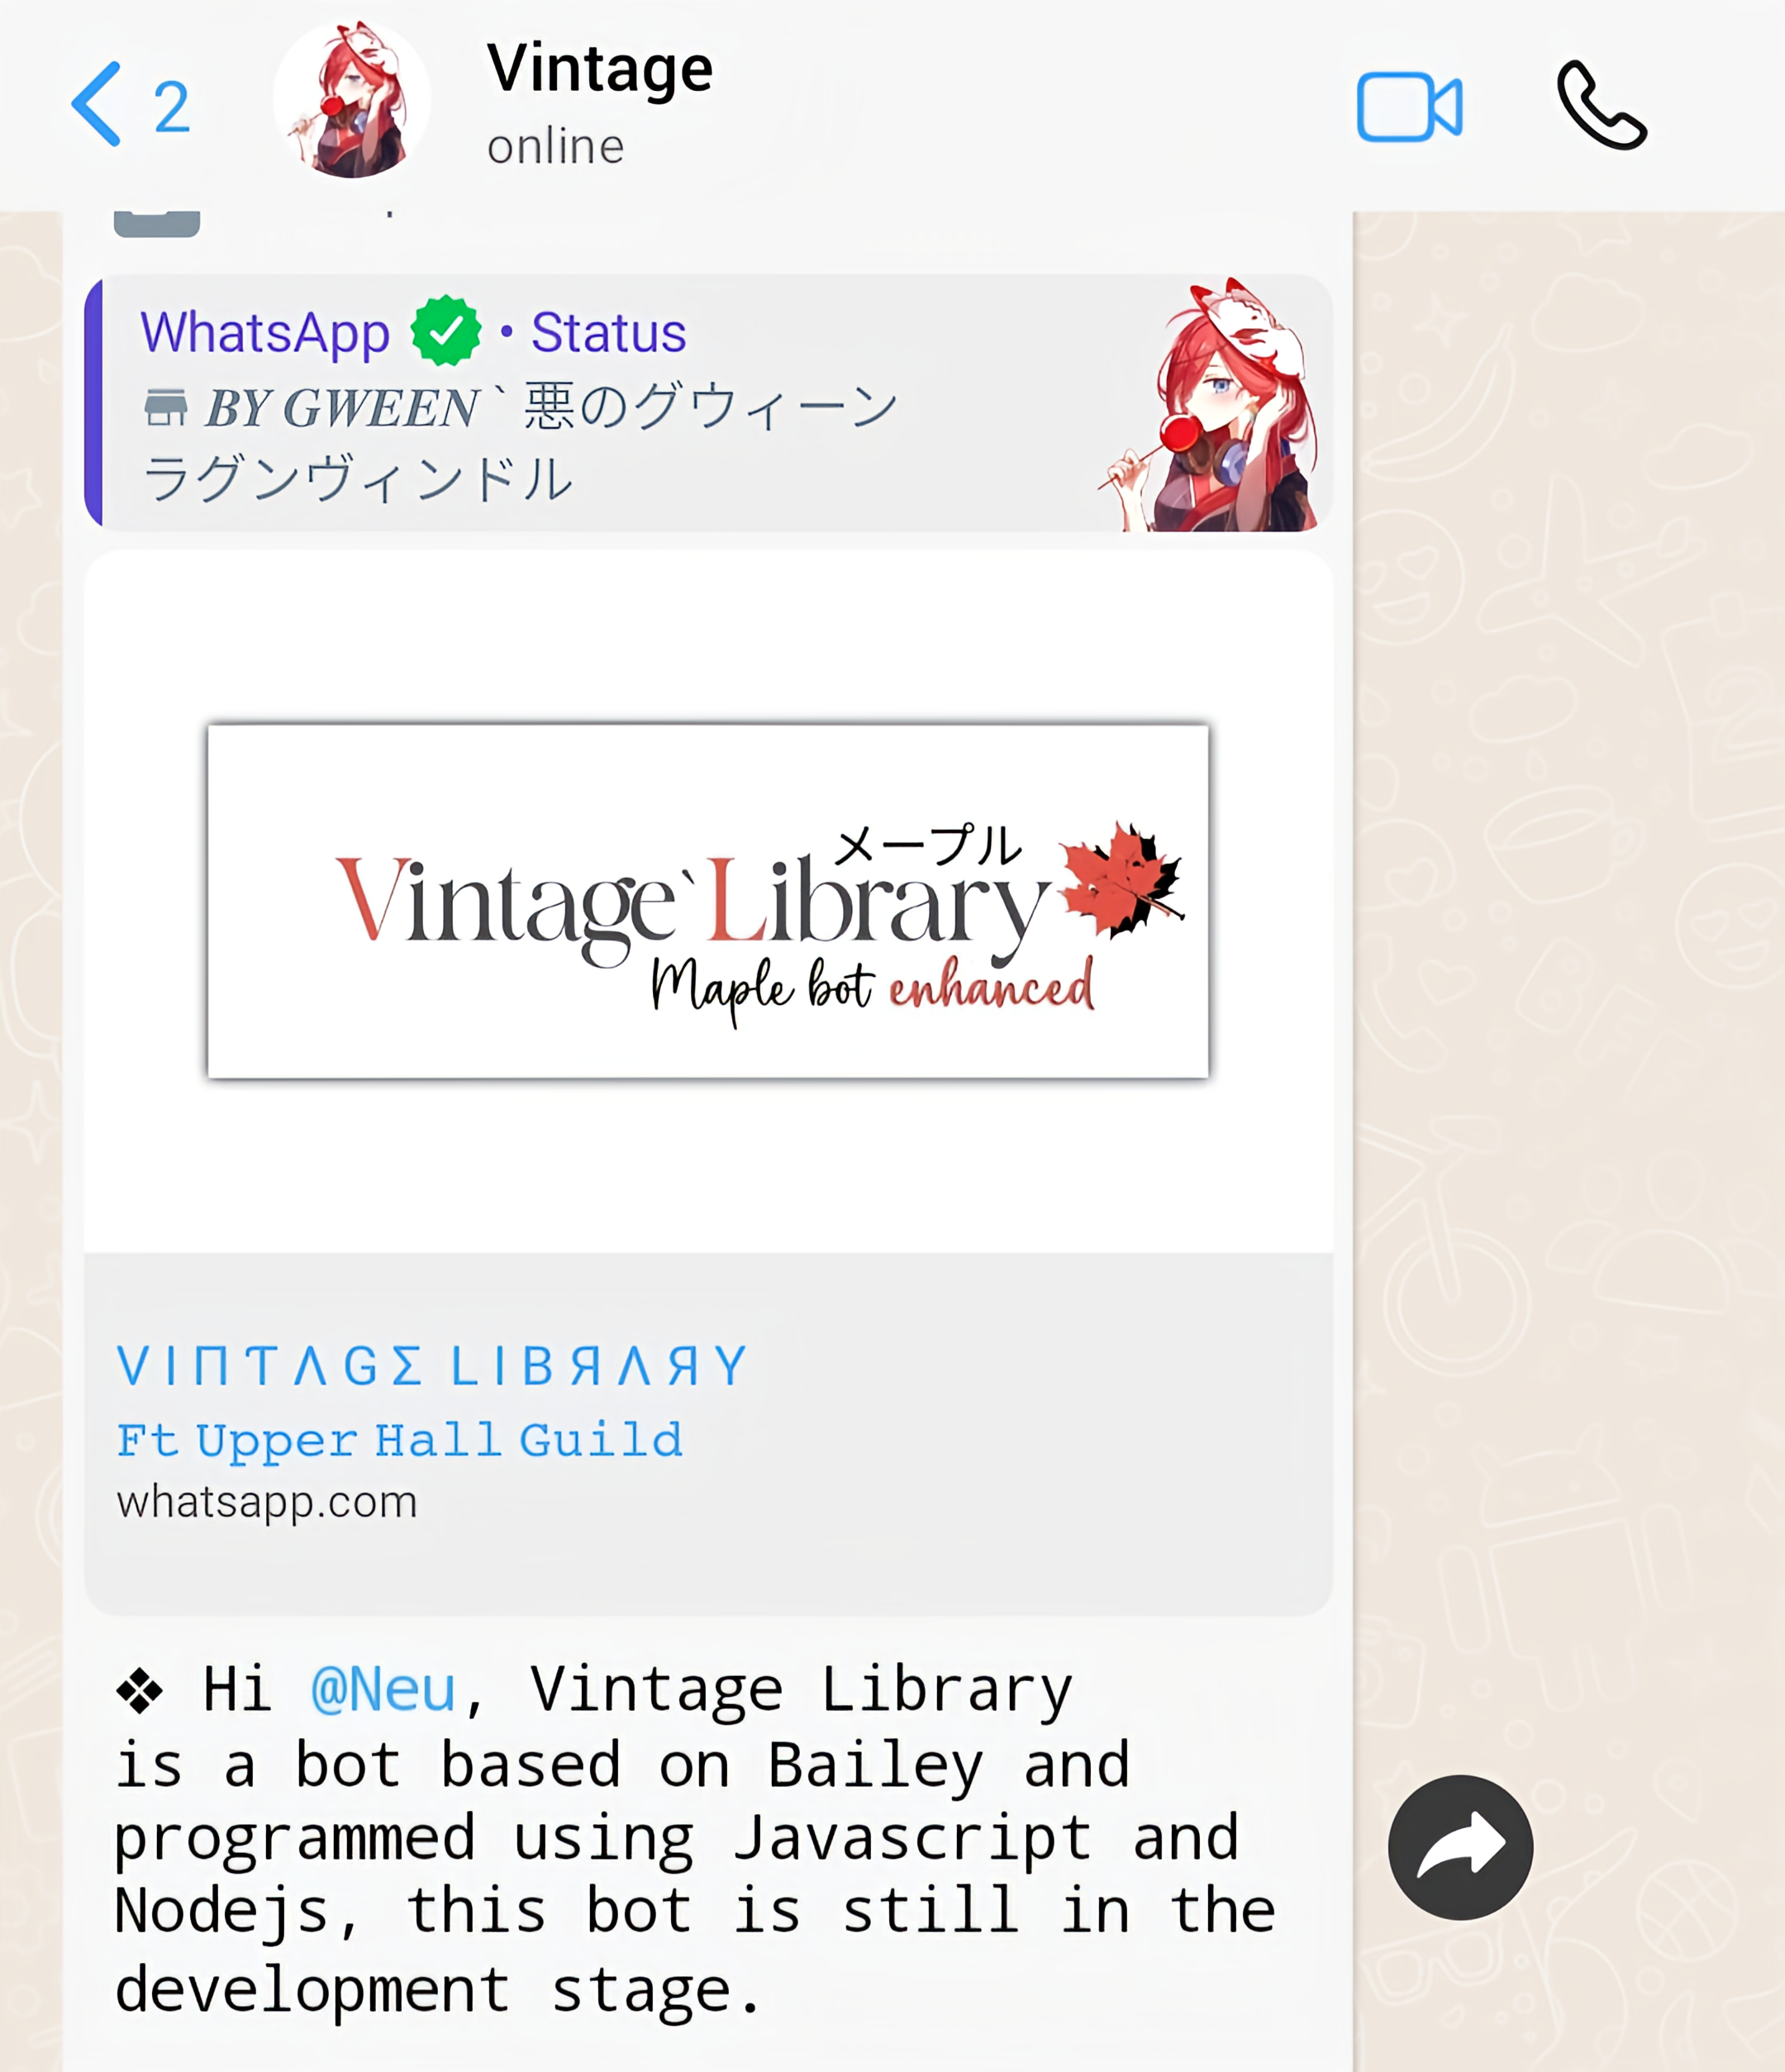 2
Vintage
online
WhatsApp • Status
BY GWEEN ` 悪のグウィーン
ラグンヴィンドル
メープル
Vintage`Library
Maple bot enhanced
VIПTΛGΣ LIBЯΛЯY
Ft Upper Hall Guild
whatsapp.com
❖ Hi @Neu, Vintage Library
is a bot based on Bailey and
programmed using Javascript and
Nodejs, this bot is still in the
development stage.